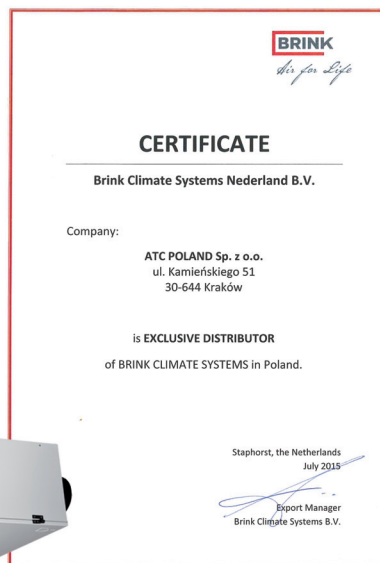 BRINK
Air for Life
CERTIFICATE
Brink Climate Systems Nederland B.V.
Company:
ATC POLAND Sp. z o.o.
ul. Kamieńskiego 51
30-644 Kraków
is EXCLUSIVE DISTRIBUTOR
of BRINK CLIMATE SYSTEMS in Poland.
Staphorst, the Netherlands
July 2015
Export Manager
Brink Climate Systems B.V.